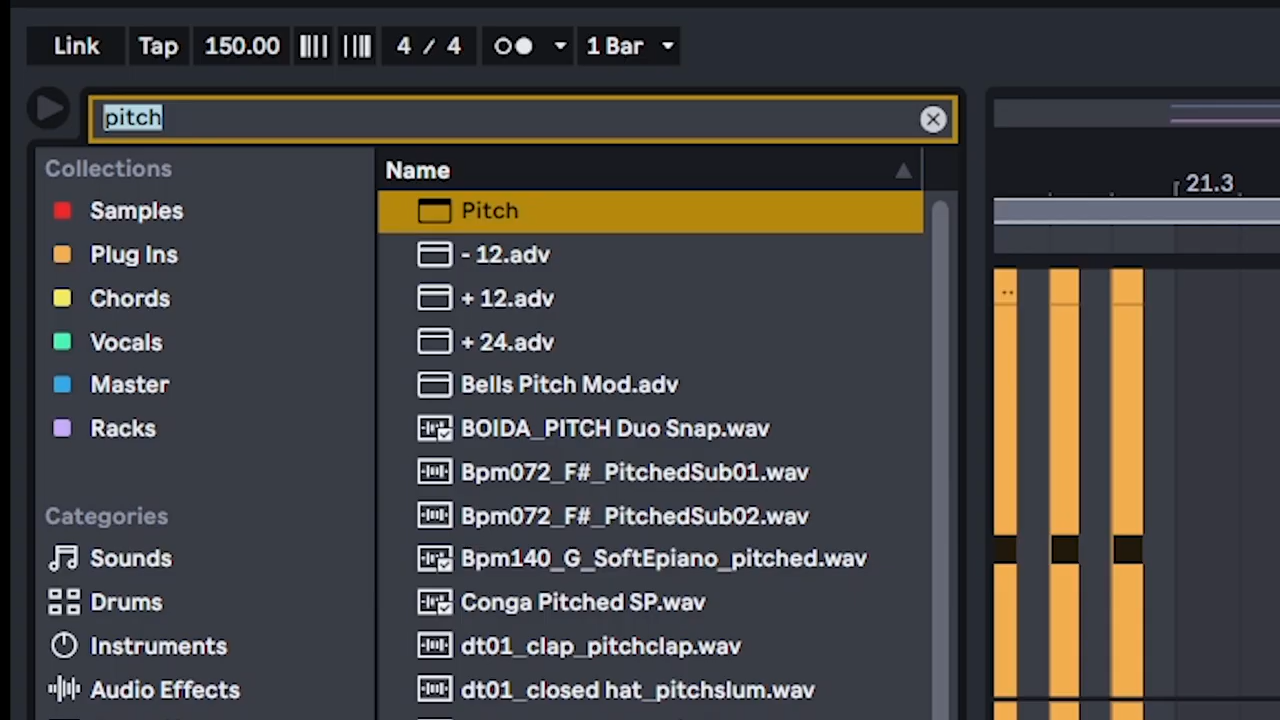 Link Tap 150.00 4 / 4 1 Bar
pitch
Collections
Samples
Plug Ins
Chords
Vocals
Master
Racks
Categories
Sounds
Drums
Instruments
Audio Effects
Name
Pitch
- 12.adv
+ 12.adv
+ 24.adv
Bells Pitch Mod.adv
BOIDA_PITCH Duo Snap.wav
Bpm072_F#_PitchedSub01.wav
Bpm072_F#_PitchedSub02.wav
Bpm140_G_SoftEpiano_pitched.wav
Conga Pitched SP.wav
dt01_clap_pitchclap.wav
dt01_closed hat_pitchslum.wav
21.3
..